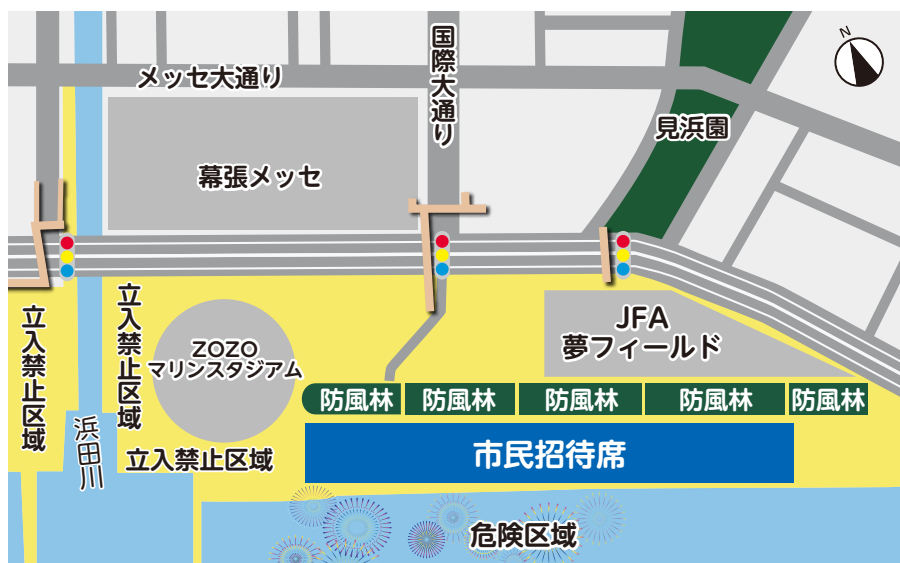 N
メッセ大通り
国際大通り
見浜園
幕張メッセ
立入禁止区域
立入禁止区域
ZOZO
マリンスタジアム
JFA
夢フィールド
防風林
防風林
防風林
防風林
防風林
浜田川
立入禁止区域
市民招待席
危険区域